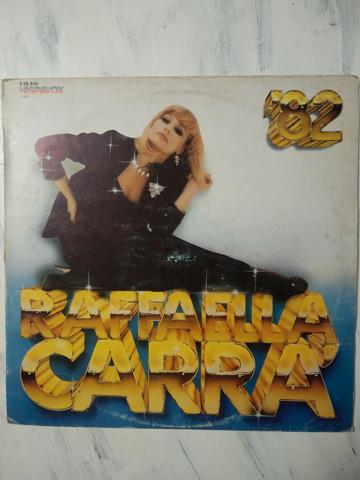 HISPAVOX
'82
RAFFAELLA
CARRÀ